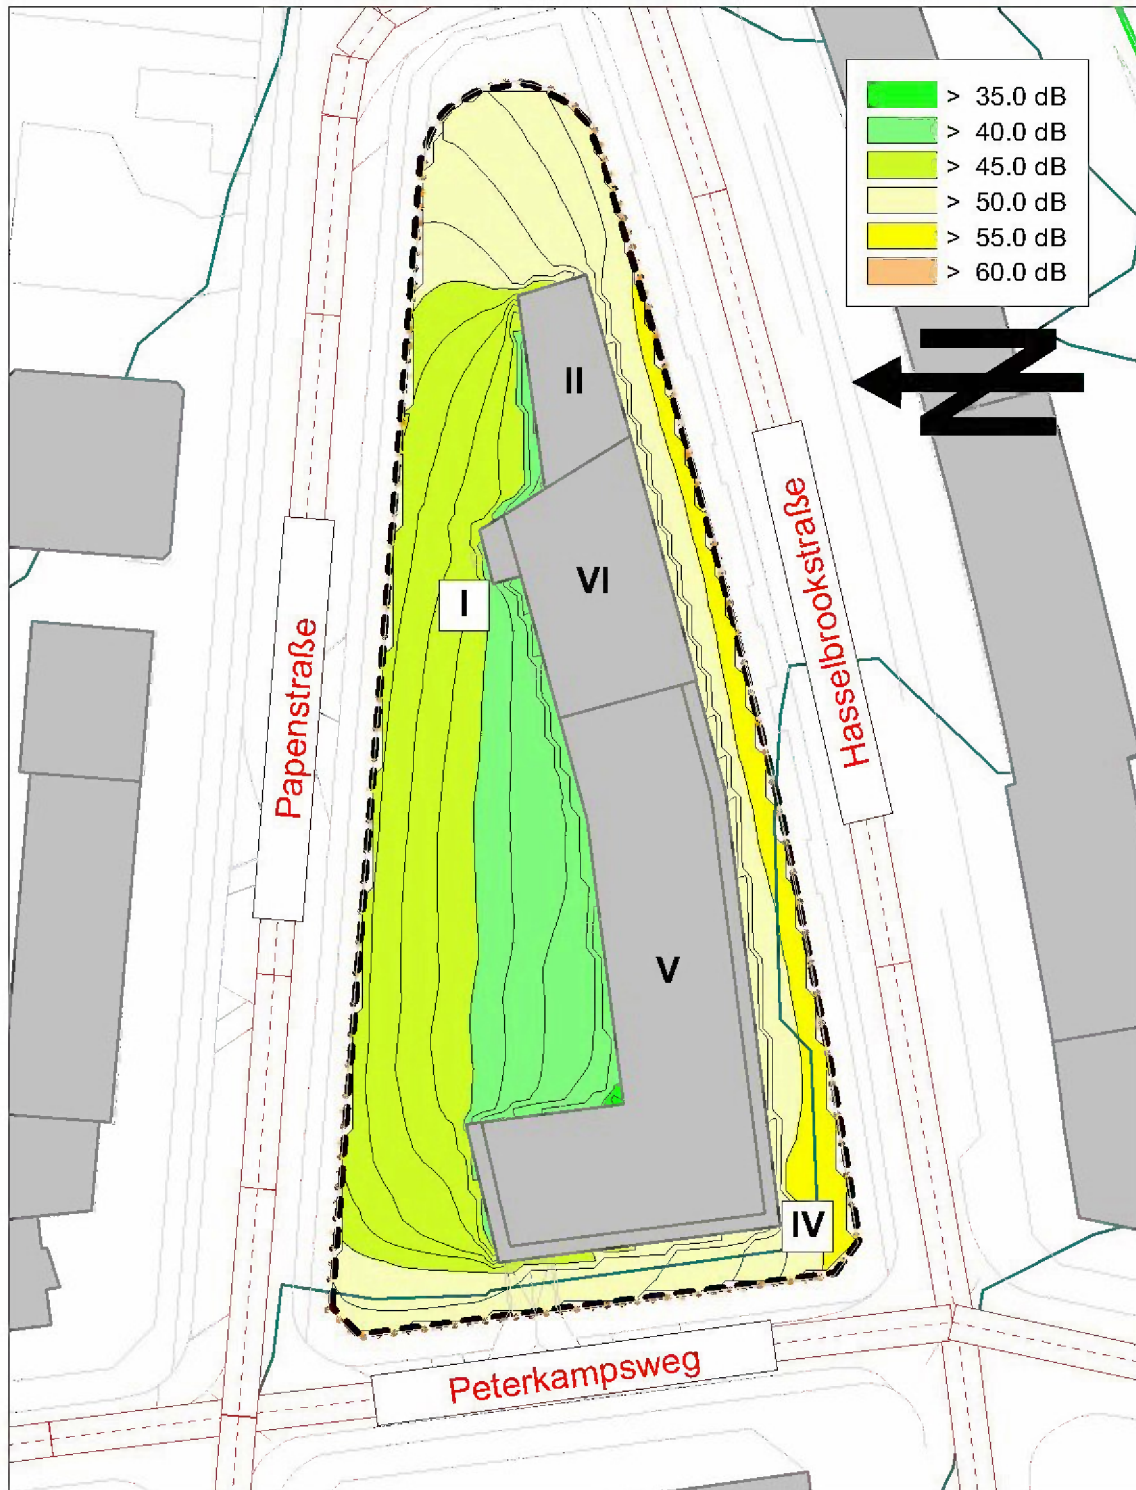 > 35.0 dB
> 40.0 dB
> 45.0 dB
> 50.0 dB
> 55.0 dB
> 60.0 dB
N
II
VI
I
V
IV
Papenstraße
Hasselbrookstraße
Peterkampsweg